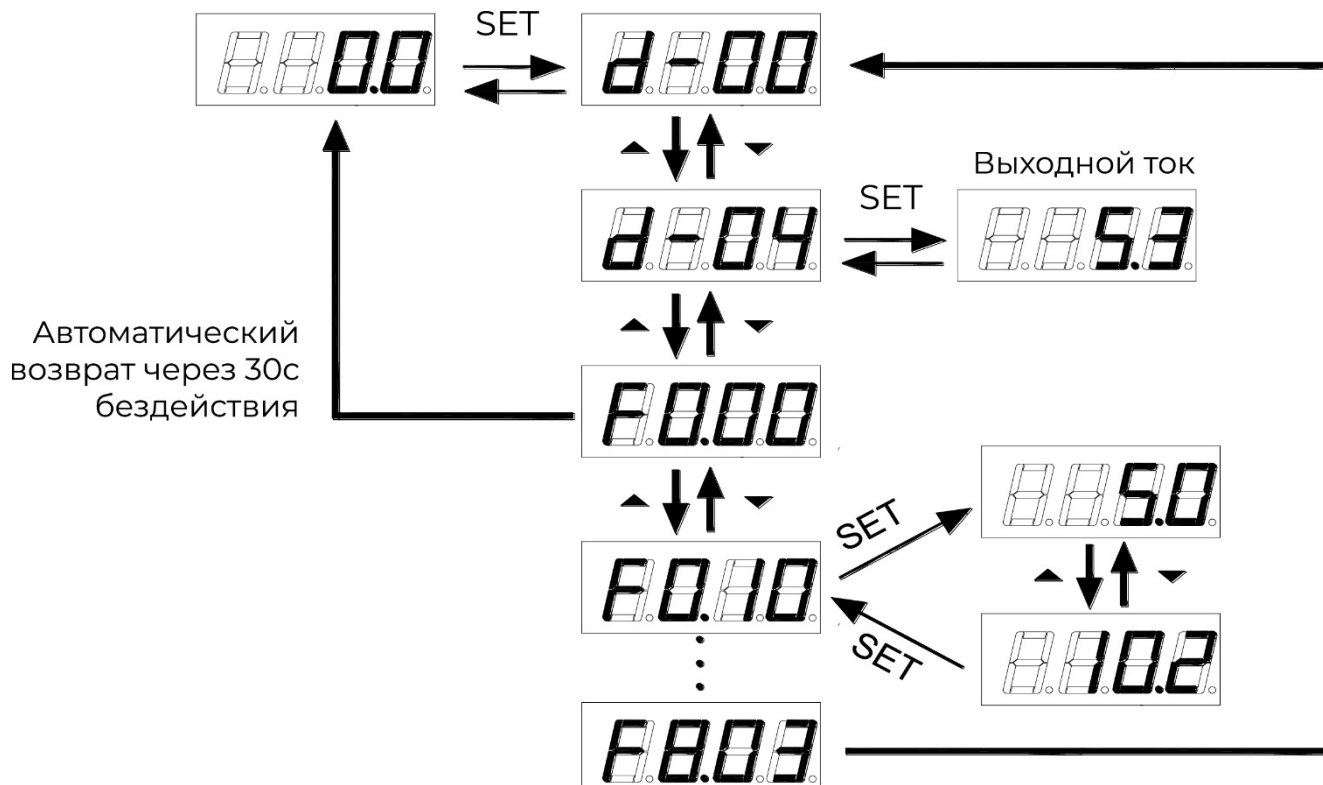 0.0
SET
d-00
d-04
SET
Выходной ток
5.3
Автоматический
возврат через 30с
бездействия
F0.00
F0.10
SET
5.0
SET
10.2
F8.03